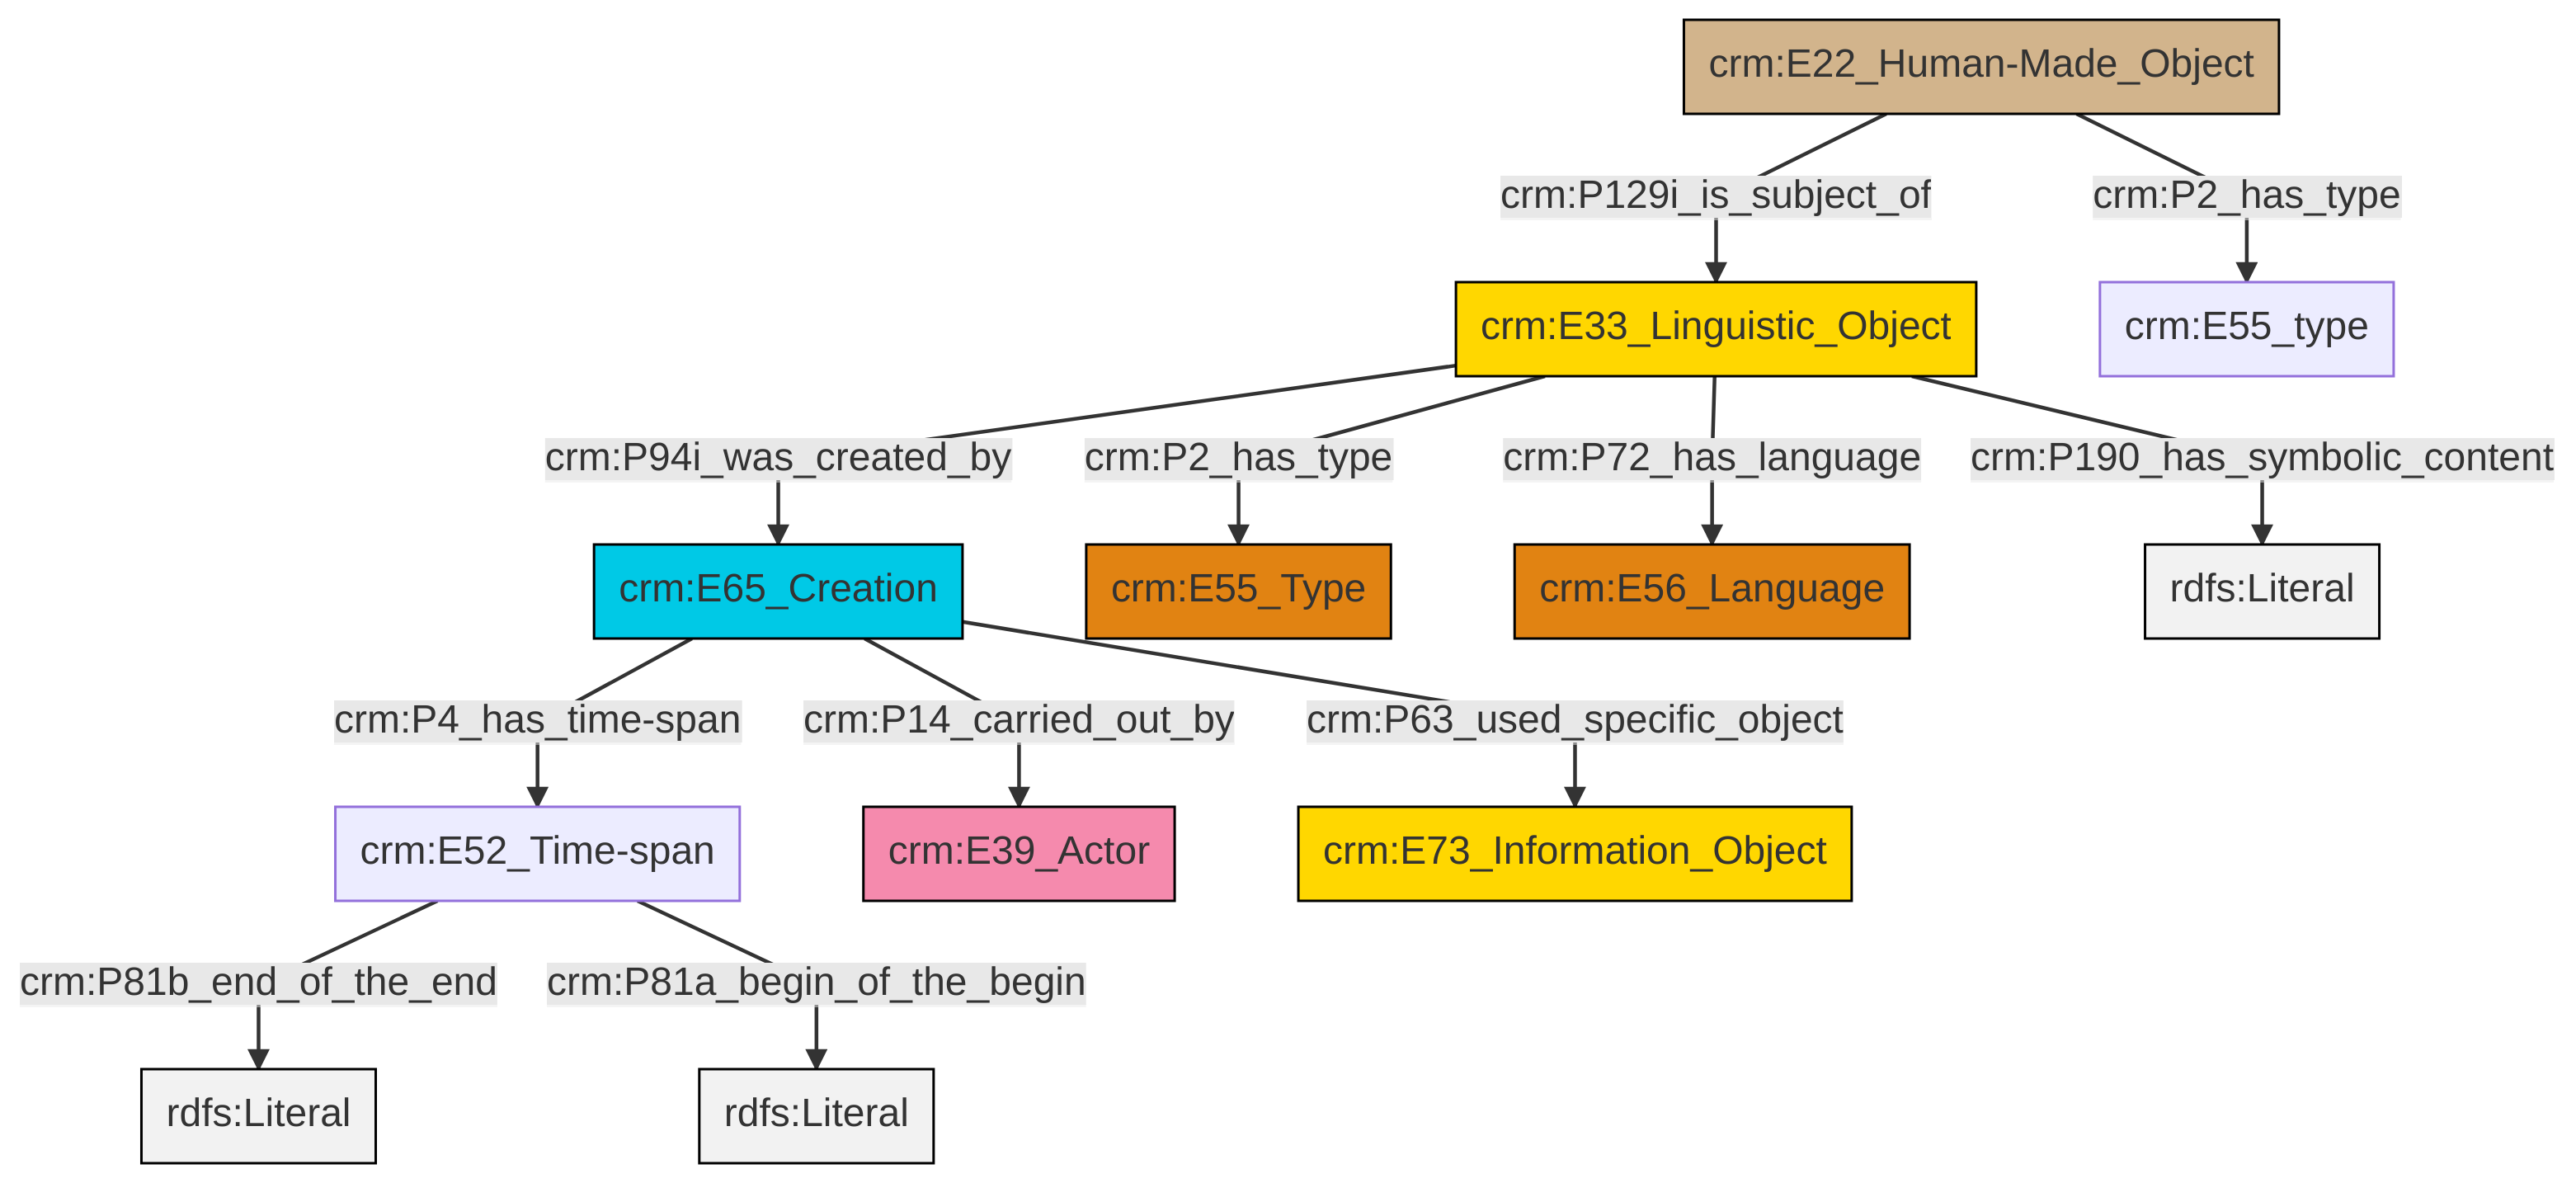 crm:E22_Human-Made_Object
crm:P129i_is_subject_of
crm:P2_has_type
crm:E33_Linguistic_Object
crm:E55_type
crm:P94i_was_created_by
crm:P2_has_type
crm:P72_has_language
crm:P190_has_symbolic_content
crm:E65_Creation
crm:E55_Type
crm:E56_Language
rdfs:Literal
crm:P4_has_time-span
crm:P14_carried_out_by
crm:P63_used_specific_object
crm:E52_Time-span
crm:E39_Actor
crm:E73_Information_Object
crm:P81b_end_of_the_end
crm:P81a_begin_of_the_begin
rdfs:Literal
rdfs:Literal